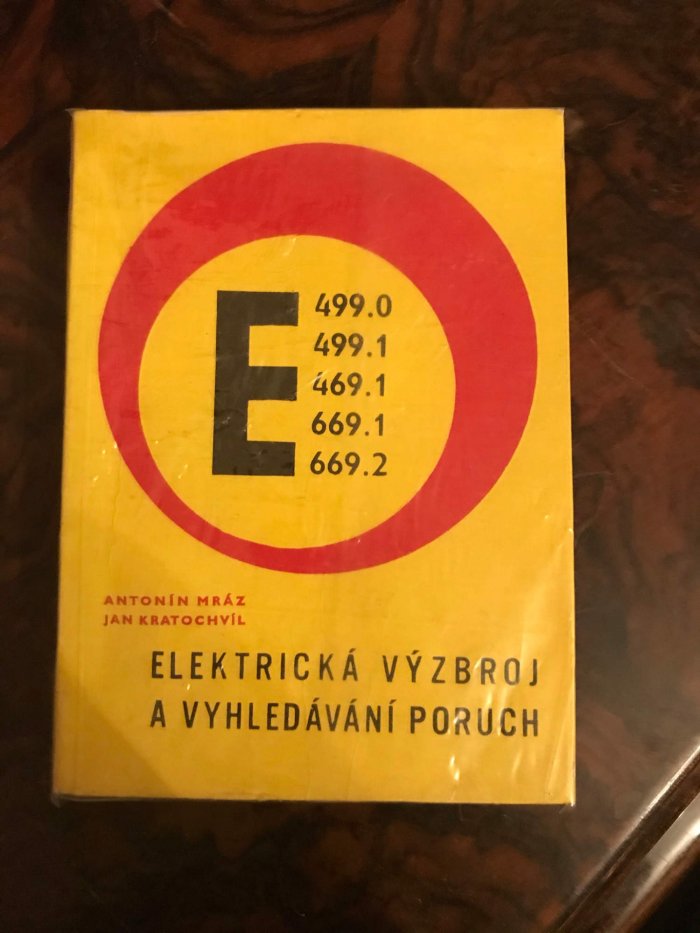 E
499.0
499.1
469.1
669.1
669.2
ANTONÍN MRÁZ
JAN KRATOCHVÍL
ELEKTRICKÁ VÝZBROJ
A VYHLEDÁVÁNÍ PORUCH